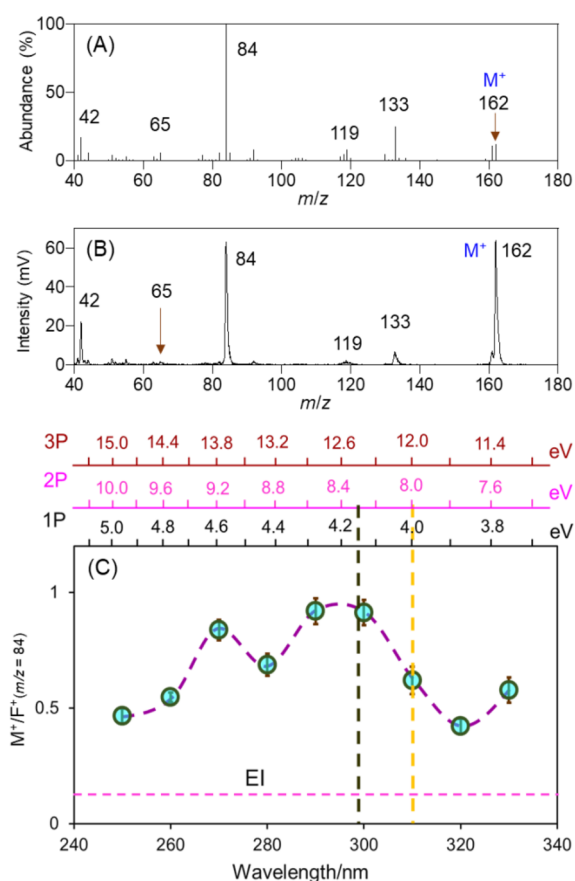 (A)
Abundance (%)
100
50
0
42
65
84
119
133
M⁺
162
40 60 80 100 120 140 160 180
m/z
(B)
Intensity (mV)
60
40
20
0
42
65
84
119
133
M⁺
162
40 60 80 100 120 140 160 180
m/z
3P 15.0 14.4 13.8 13.2 12.6 12.0 11.4 eV
2P 10.0 9.6 9.2 8.8 8.4 8.0 7.6 eV
1P 5.0 4.8 4.6 4.4 4.2 4.0 3.8 eV
(C)
M⁺/F⁺(m/z = 84)
1
0.5
0
EI
240 260 280 300 320 340
Wavelength/nm